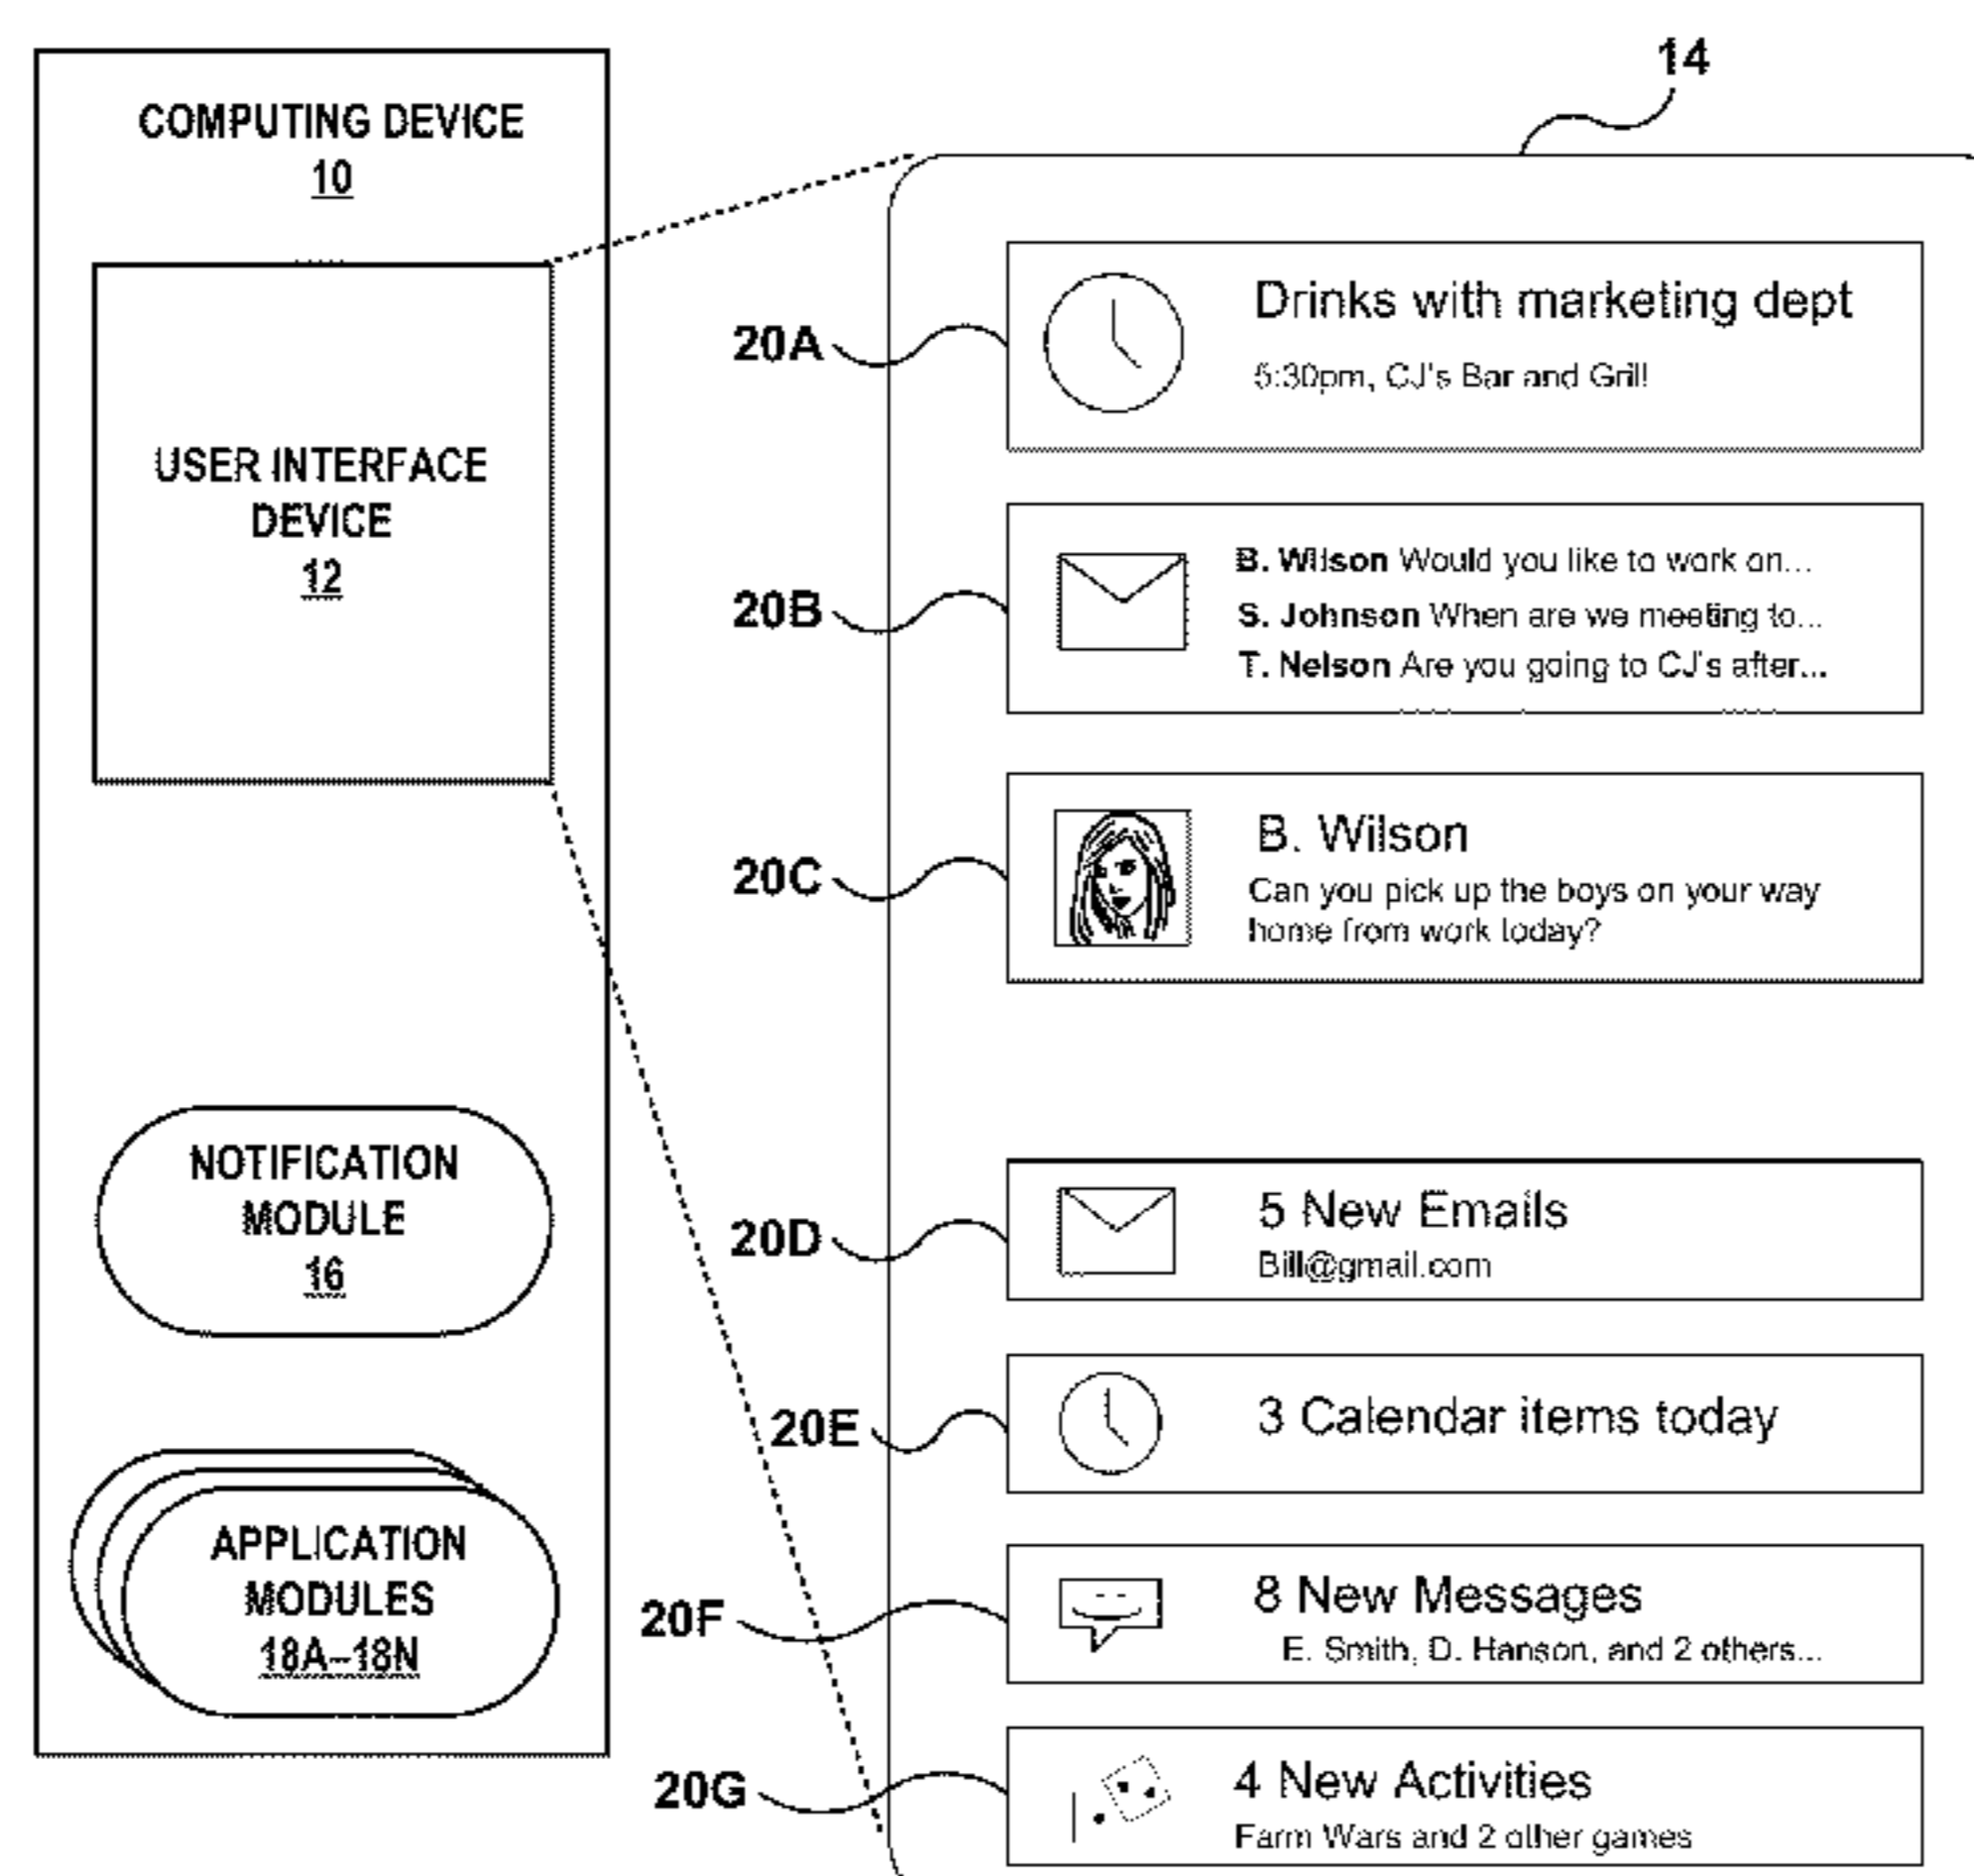 COMPUTING DEVICE
10
USER INTERFACE
DEVICE
12
NOTIFICATION
MODULE
16
APPLICATION
MODULES
18A–18N
14
20A
Drinks with marketing dept
5:30pm, CJ's Bar and Grill!
20B
B. Wilson Would you like to work on...
S. Johnson When are we meeting to...
T. Nelson Are you going to CJ's after...
20C
B. Wilson
Can you pick up the boys on your way
home from work today?
20D
5 New Emails
Bill@gmail.com
20E
3 Calendar items today
20F
8 New Messages
E. Smith, D. Hanson, and 2 others...
20G
4 New Activities
Farm Wars and 2 other games